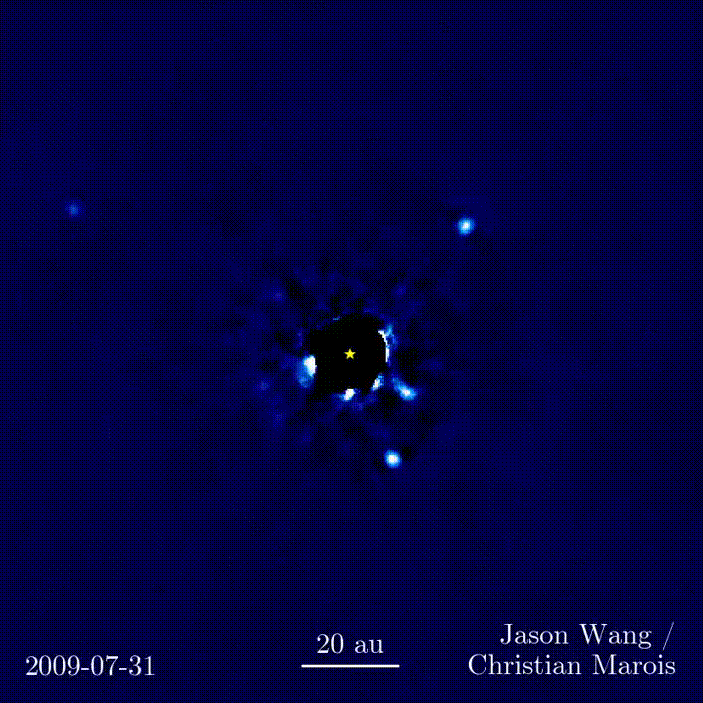 20 au
Jason Wang /
2009-07-31
Christian Marois